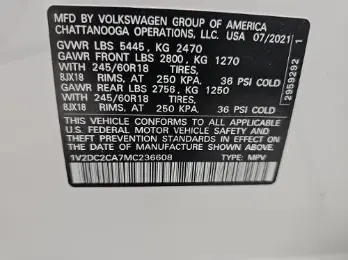 MFD BY VOLKSWAGEN GROUP OF AMERICA
CHATTANOOGA OPERATIONS, LLC. USA 07/2021
GVWR LBS 5445, KG 2470
GAWR FRONT LBS 2800, KG 1270
WITH 245/60R18 TIRES,
8JX18 RIMS, AT 250 KPA. 36 PSI COLD
GAWR REAR LBS 2756, KG 1250
WITH 245/60R18 TIRES,
8JX18 RIMS, AT 250 KPA. 36 PSI COLD
THIS VEHICLE CONFORMS TO ALL APPLICABLE
U.S. FEDERAL MOTOR VEHICLE SAFETY AND
THEFT PREVENTION STANDARDS IN EFFECT
ON THE DATE OF MANUFACTURE SHOWN ABOVE
1V2DC2CA7MC236608 TYPE: MPV
2959292 1